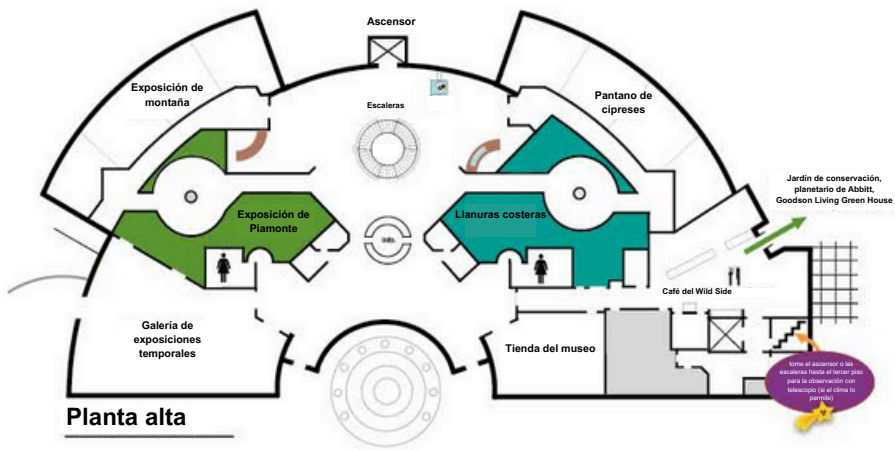 Ascensor
Exposición de
montaña
Escaleras
Pantano de
cipreses
Jardín de conservación,
planetario de Abbitt,
Goodson Living Green House
Exposición de
Piamonte
Llanuras costeras
Info.
Café del Wild Side
Galería de
exposiciones
temporales
Tienda del museo
tome el ascensor o las
escaleras hasta el tercer piso
para la observación con
telescopio (si el clima lo
permite)
Planta alta